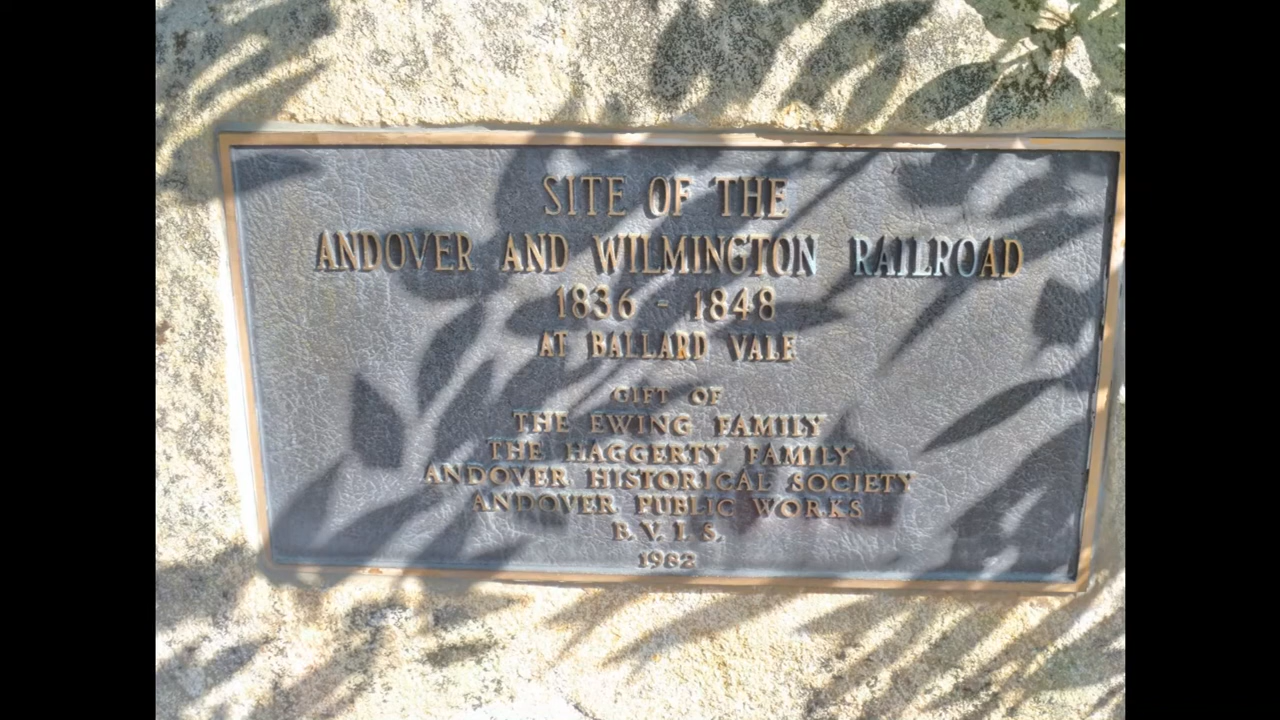 SITE OF THE
ANDOVER AND WILMINGTON RAILROAD
1836 - 1848
AT BALLARD VALE
GIFT OF
THE EWING FAMILY
THE HAGGERTY FAMILY
ANDOVER HISTORICAL SOCIETY
ANDOVER PUBLIC WORKS
B. V. I. S.
1982